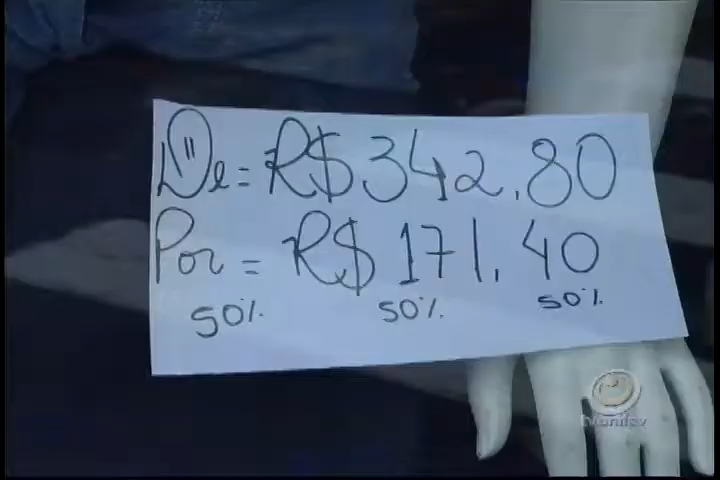 De = R$ 342,80
Por = R$ 171,40
50% 50% 50%